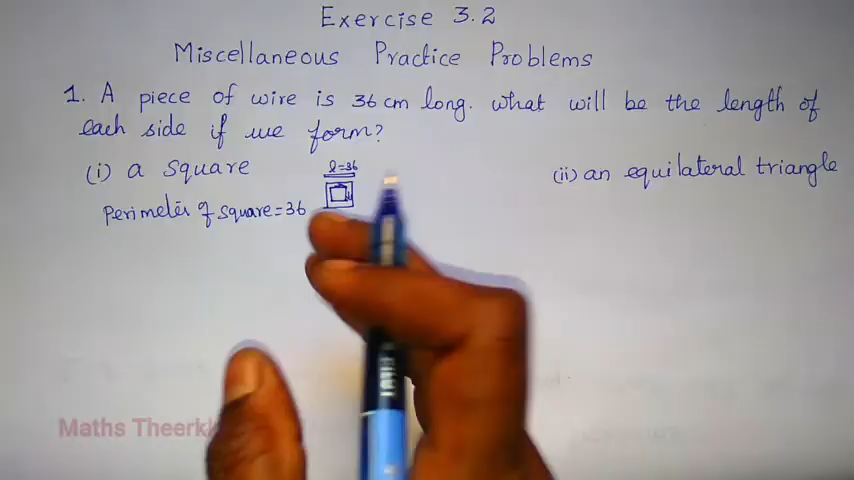 Exercise 3.2
Miscellaneous Practice Problems
1. A piece of wire is 36 cm long. what will be the length of
each side if we form?
(i) a square
l=36
(ii) an equilateral triangle
Perimeter of square = 36
Maths